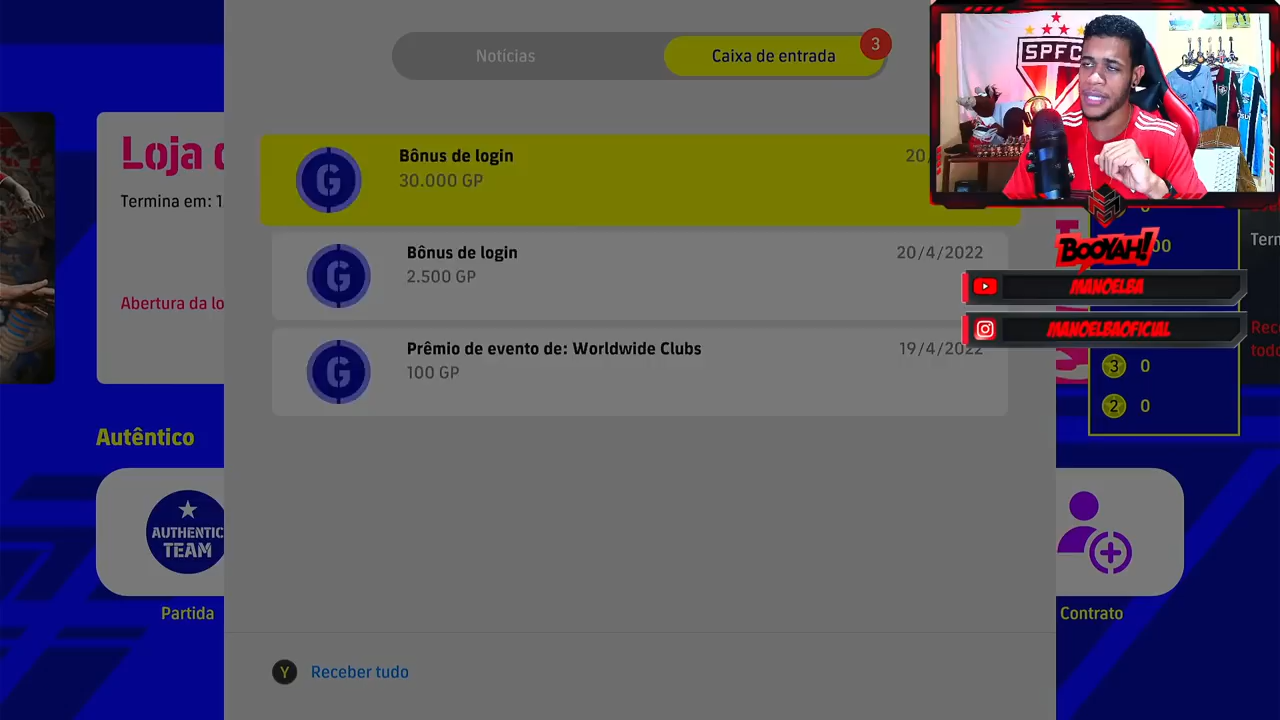 Notícias
Caixa de entrada
3
SPFC
Loja
Termina em: 1
Abertura da lo
G
Bônus de login
20/
30.000 GP
G
Bônus de login
20/4/2022
2.500 GP
G
Prêmio de evento de: Worldwide Clubs
19/4/2022
100 GP
BOOYAH!
MANOELBA
MANOELBAOFICIAL
3 0
2 0
Autêntico
AUTHENTIC
TEAM
Partida
Contrato
Y Receber tudo